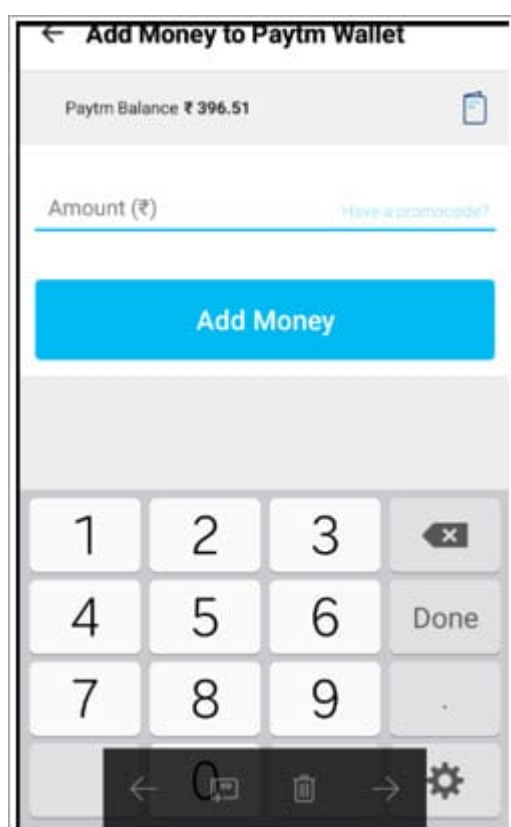 Add Money to Paytm Wallet
Paytm Balance ₹ 396.51
Amount (₹) Have a promocode?
Add Money
1 2 3
4 5 6 Done
7 8 9 .
0